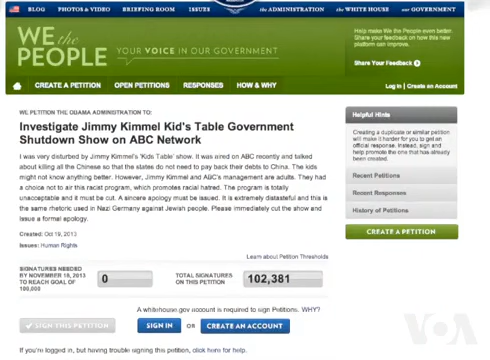 BLOG PHOTOS & VIDEO BRIEFING ROOM ISSUES the ADMINISTRATION the WHITE HOUSE our GOVERNMENT
WE the
PEOPLE
YOUR VOICE IN OUR GOVERNMENT
Help make We the People even better.
Share your feedback on how this new
platform can improve.
Share Your Feedback
CREATE A PETITION OPEN PETITIONS RESPONSES HOW & WHY
Log In | Create an Account
WE PETITION THE OBAMA ADMINISTRATION TO:
Investigate Jimmy Kimmel Kid's Table Government
Shutdown Show on ABC Network
I was very disturbed by Jimmy Kimmel's 'Kids Table' show. It was aired on ABC recently and talked
about killing all the Chinese so that the states do not need to pay back their debts to China. The kids
might not know anything better. However, Jimmy Kimmel and ABC's management are adults. They had
a choice not to air this racist program, which promotes racial hatred. The program is totally
unacceptable and it must be cut. A sincere apology must be issued. It is extremely distasteful and this is
the same rhetoric used in Nazi Germany against Jewish people. Please immediately cut the show and
issue a formal apology.
Created: Oct 19, 2013
Issues: Human Rights
Learn about Petition Thresholds
SIGNATURES NEEDED
BY NOVEMBER 18, 2013
TO REACH GOAL OF
100,000
0
TOTAL SIGNATURES
ON THIS PETITION
102,381
A whitehouse.gov account is required to sign Petitions. WHY?
SIGN THIS PETITION
SIGN IN OR CREATE AN ACCOUNT
If you're logged in, but having trouble signing this petition, click here for help.
Helpful Hints
Creating a duplicate or similar petition
will make it harder for you to get an
official response. Instead, sign and
help promote the one that has already
been created.
Recent Petitions
Recent Responses
History of Petitions
CREATE A PETITION
VOA